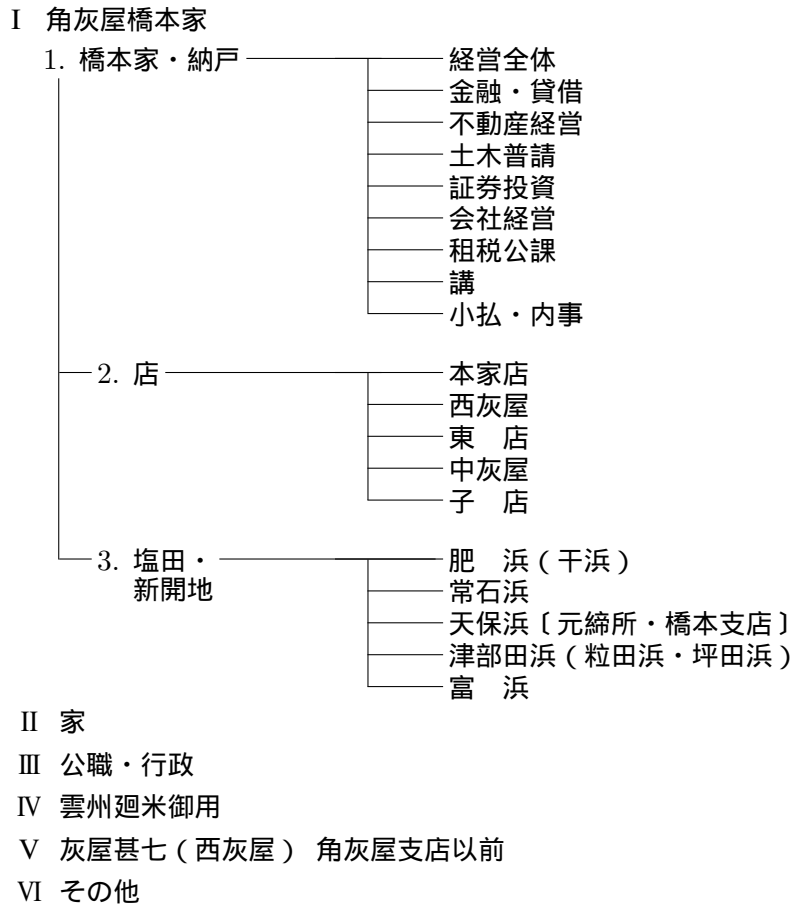 Ⅰ 角灰屋橋本家
1. 橋本家・納戸 経営全体
金融・貸借
不動産経営
土木普請
証券投資
会社経営
租税公課
講
小払・内事
2. 店 本家店
西灰屋
東 店
中灰屋
子 店
3. 塩田・ 肥 浜(干浜)
新開地 常石浜
天保浜〔元締所・橋本支店〕
津部田浜(粒田浜・坪田浜)
富 浜
Ⅱ 家
Ⅲ 公職・行政
Ⅳ 雲州廻米御用
Ⅴ 灰屋甚七(西灰屋) 角灰屋支店以前
Ⅵ その他